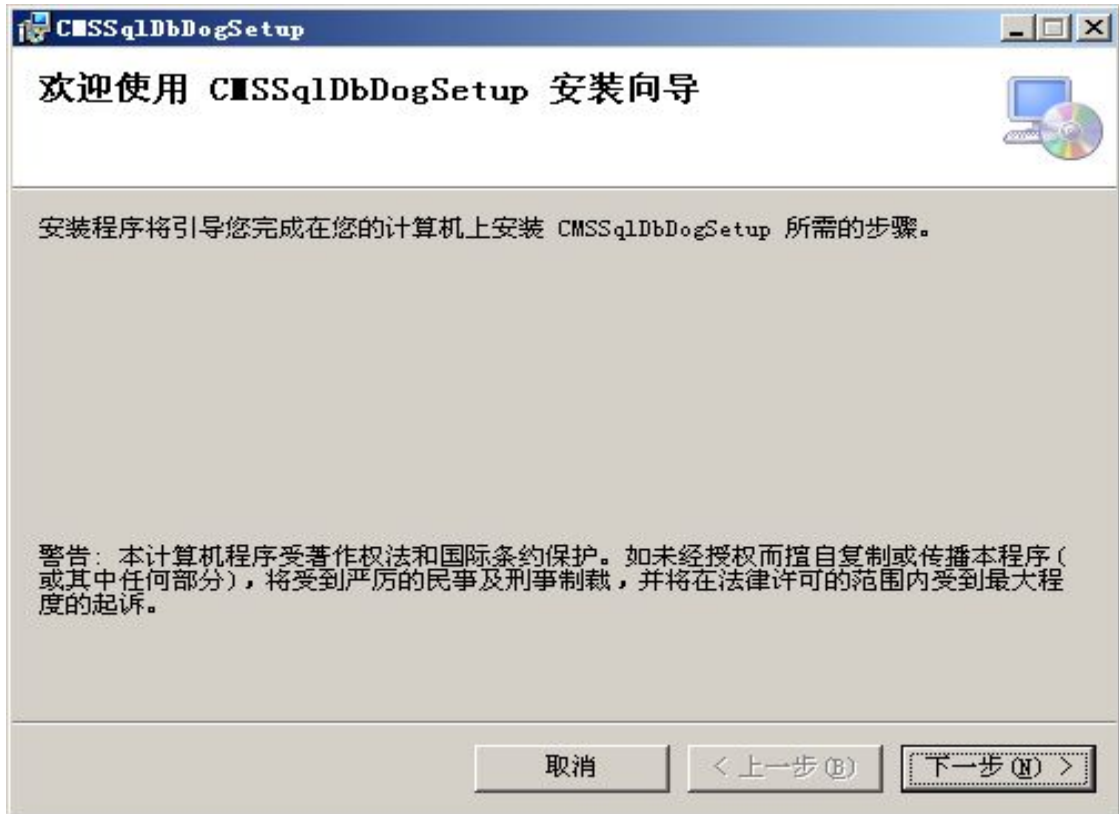 CMSSqlDbDogSetup
欢迎使用 CMSSqlDbDogSetup 安装向导
安装程序将引导您完成在您的计算机上安装 CMSSqlDbDogSetup 所需的步骤。
警告: 本计算机程序受著作权法和国际条约保护。如未经授权而擅自复制或传播本程序(
或其中任何部分),将受到严厉的民事及刑事制裁,并将在法律许可的范围内受到最大程
度的起诉。
取消
< 上一步(B)
下一步(N) >